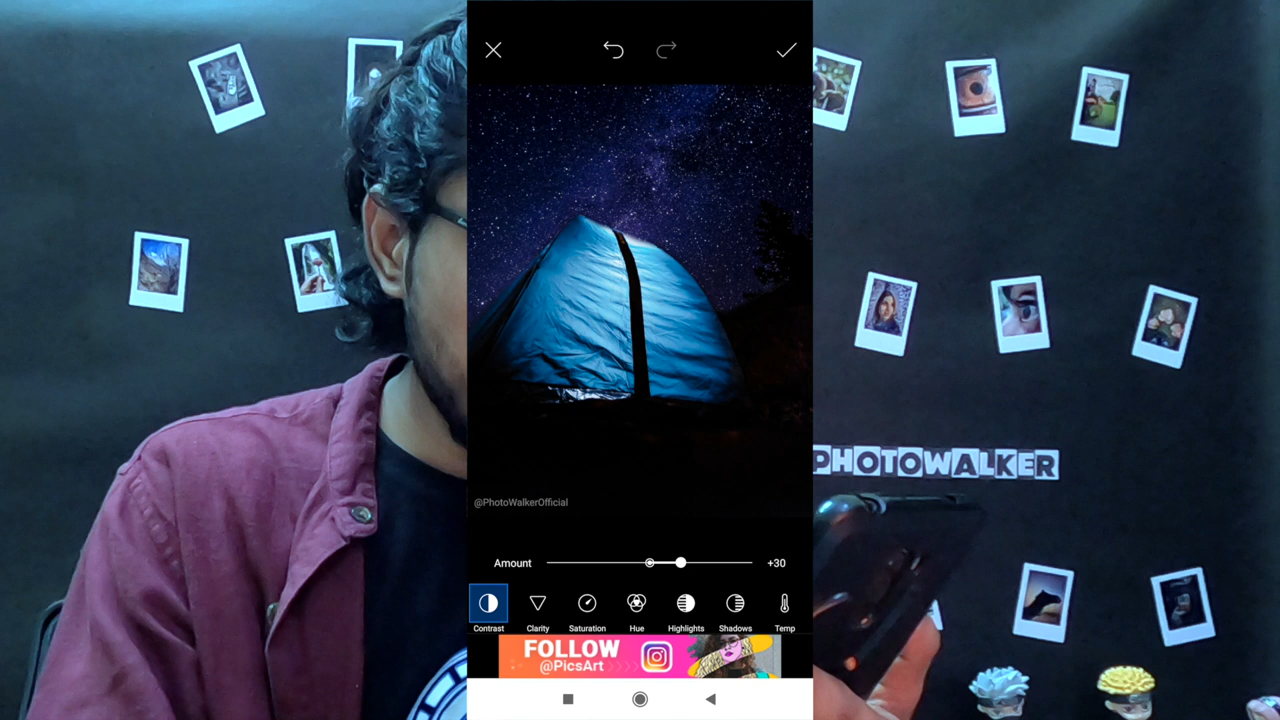 PHOTOWALKER
@PhotoWalkerOfficial
Amount +30
Contrast Clarity Saturation Hue Highlights Shadows Temp
FOLLOW
@PicsArt